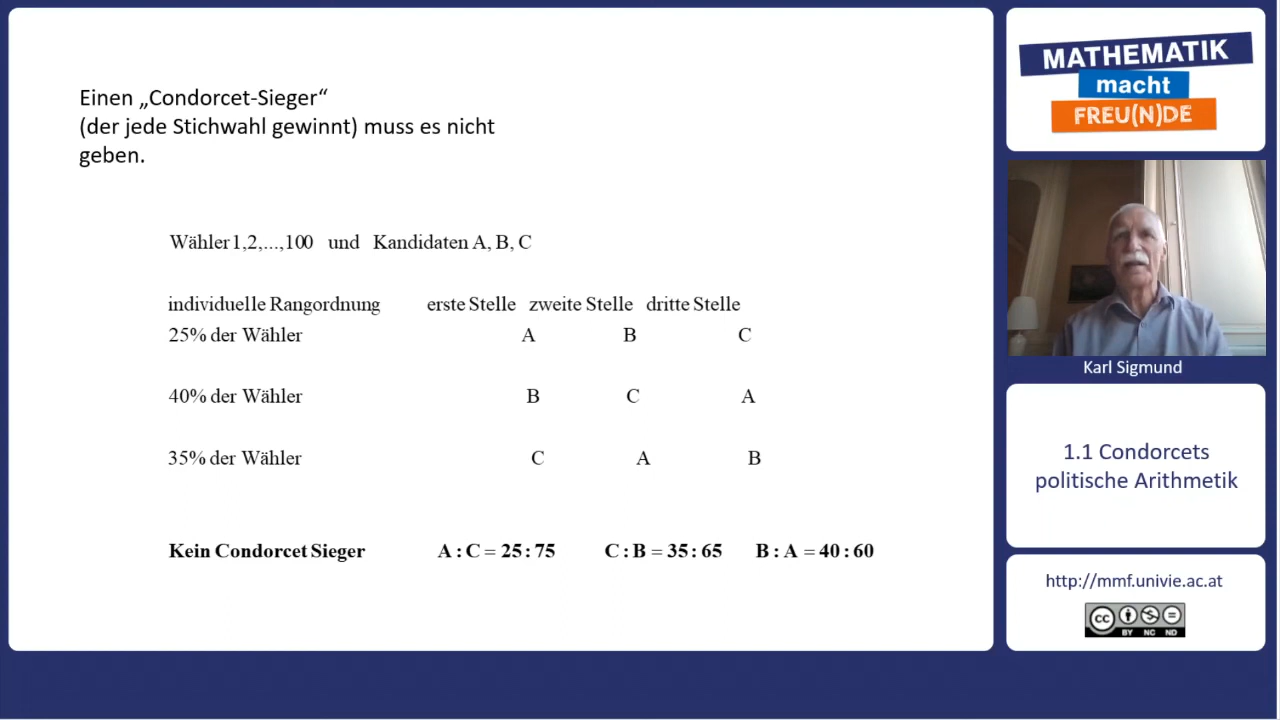 Einen „Condorcet-Sieger“
(der jede Stichwahl gewinnt) muss es nicht
geben.
Wähler 1,2,...,100 und Kandidaten A, B, C
individuelle Rangordnung erste Stelle zweite Stelle dritte Stelle
25% der Wähler A B C
40% der Wähler B C A
35% der Wähler C A B
Kein Condorcet Sieger A : C = 25 : 75 C : B = 35 : 65 B : A = 40 : 60
MATHEMATIK
macht
FREU(N)DE
Karl Sigmund
1.1 Condorcets
politische Arithmetik
http://mmf.univie.ac.at
cc
BY NC ND